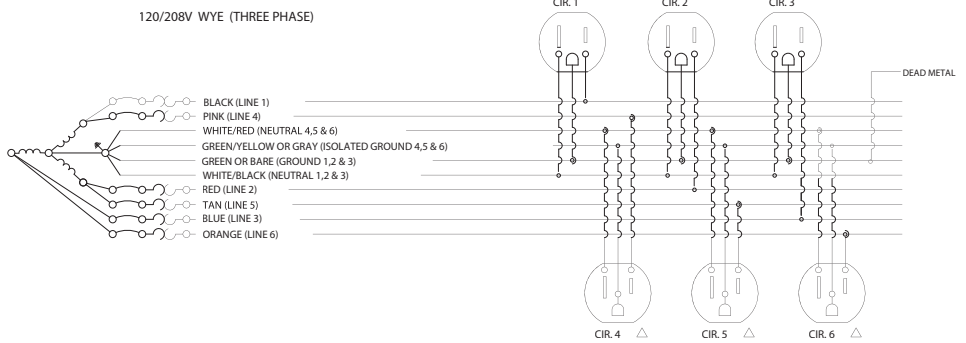 CIR. 1
CIR. 2
CIR. 3
120/208V WYE (THREE PHASE)
DEAD METAL
BLACK (LINE 1)
PINK (LINE 4)
WHITE/RED (NEUTRAL 4,5 & 6)
GREEN/YELLOW OR GRAY (ISOLATED GROUND 4,5 & 6)
GREEN OR BARE (GROUND 1,2 & 3)
WHITE/BLACK (NEUTRAL 1,2 & 3)
RED (LINE 2)
TAN (LINE 5)
BLUE (LINE 3)
ORANGE (LINE 6)
CIR. 4
CIR. 5
CIR. 6